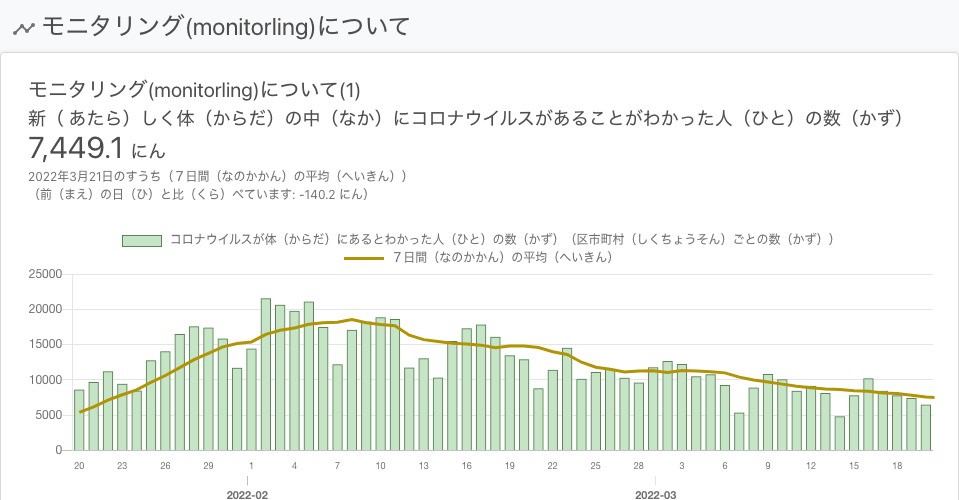 モニタリング(monitorling)について
モニタリング(monitorling)について(1)
新（ あたら）しく体（からだ）の中（なか）にコロナウイルスがあることがわかった人（ひと）の数（かず）
7,449.1 にん
2022年3月21日のすうち（７日間（なのかかん）の平均（へいきん））
（前（まえ）の日（ひ）と比（くら）べています: -140.2 にん）
コロナウイルスが体（からだ）にあるとわかった人（ひと）の数（かず）（区市町村（しくちょうそん）ごとの数（かず））
７日間（なのかかん）の平均（へいきん）
25000
20000
15000
10000
5000
0
20 23 26 29 1 4 7 10 13 16 19 22 25 28 3 6 9 12 15 18
2022-02 2022-03